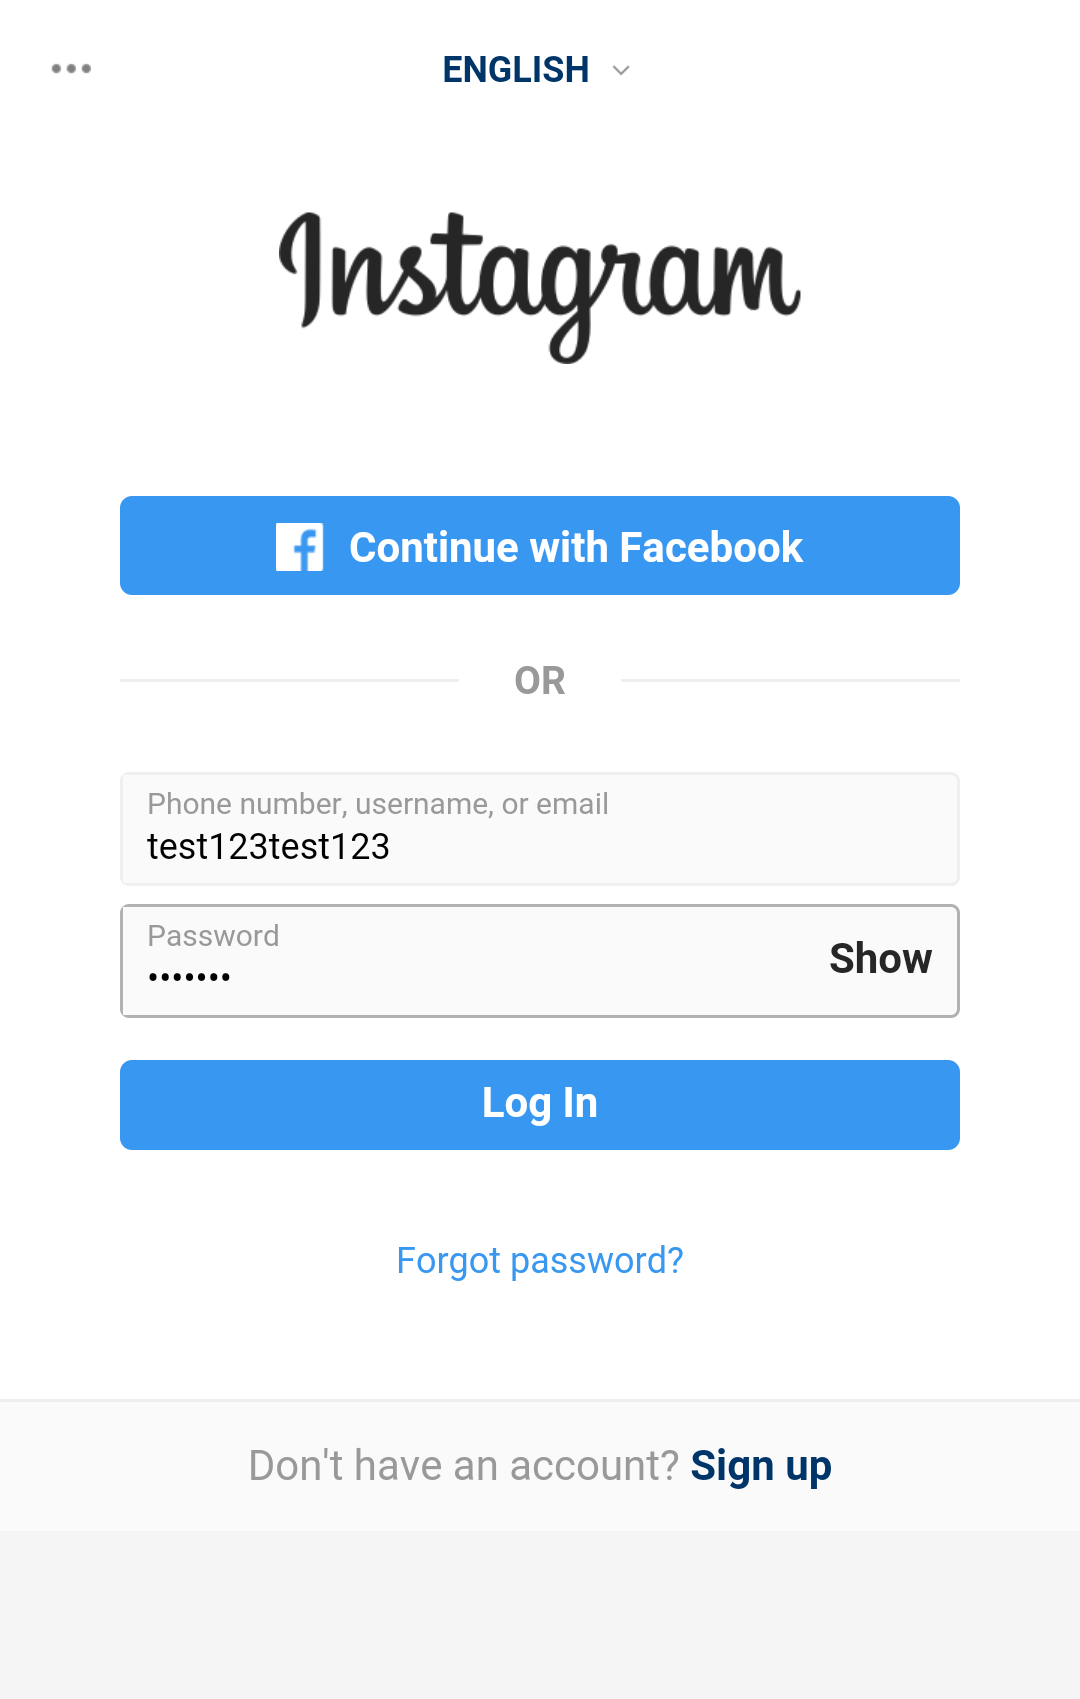 ENGLISH
Instagram
Continue with Facebook
OR
Phone number, username, or email
test123test123
Password
•••••••
Show
Log In
Forgot password?
Don't have an account? Sign up